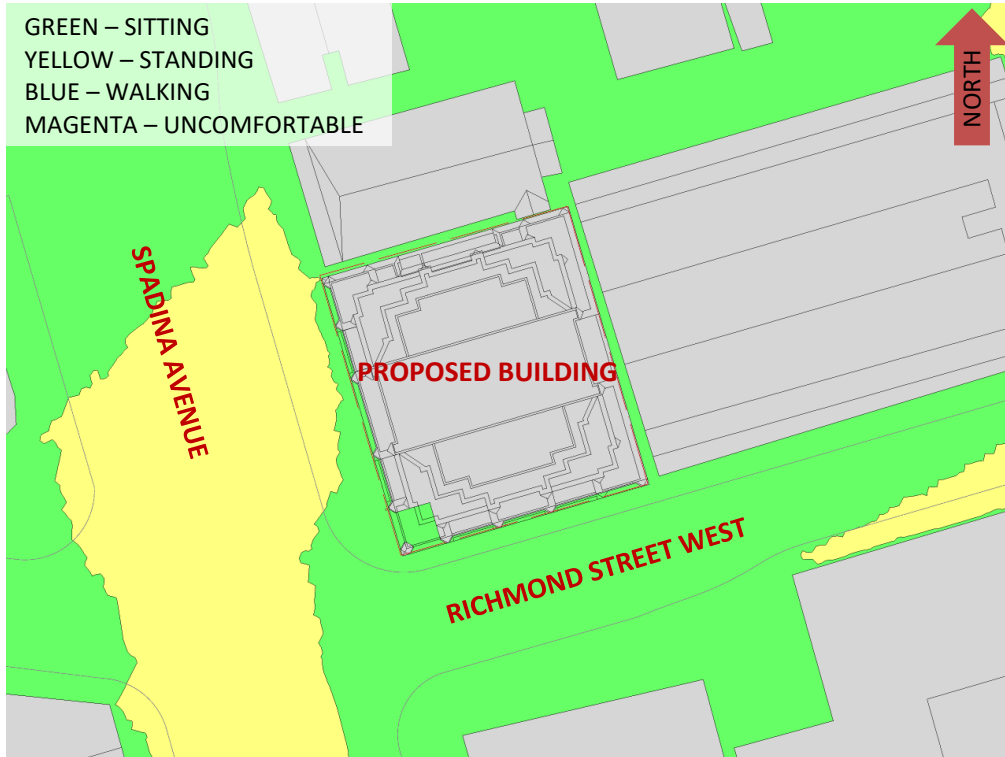 GREEN – SITTING
YELLOW – STANDING
BLUE – WALKING
MAGENTA – UNCOMFORTABLE
NORTH
SPADINA AVENUE
PROPOSED BUILDING
RICHMOND STREET WEST